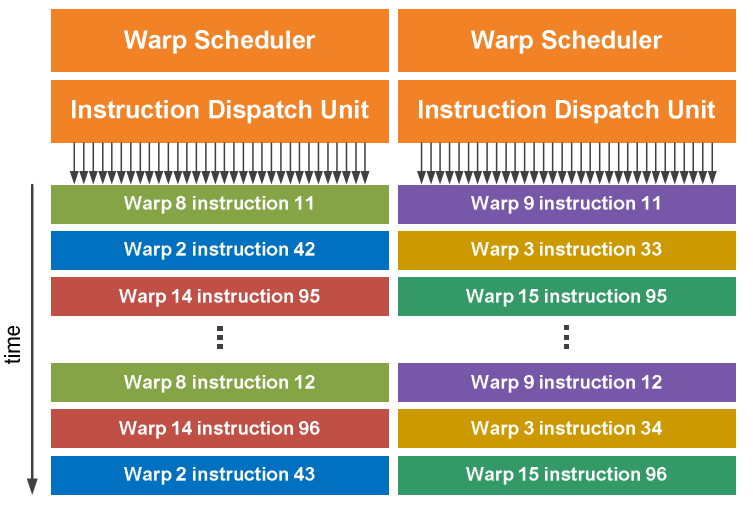 Warp Scheduler
Warp Scheduler
Instruction Dispatch Unit
Instruction Dispatch Unit
Warp 8 instruction 11
Warp 9 instruction 11
Warp 2 instruction 42
Warp 3 instruction 33
Warp 14 instruction 95
Warp 15 instruction 95
time
Warp 8 instruction 12
Warp 9 instruction 12
Warp 14 instruction 96
Warp 3 instruction 34
Warp 2 instruction 43
Warp 15 instruction 96